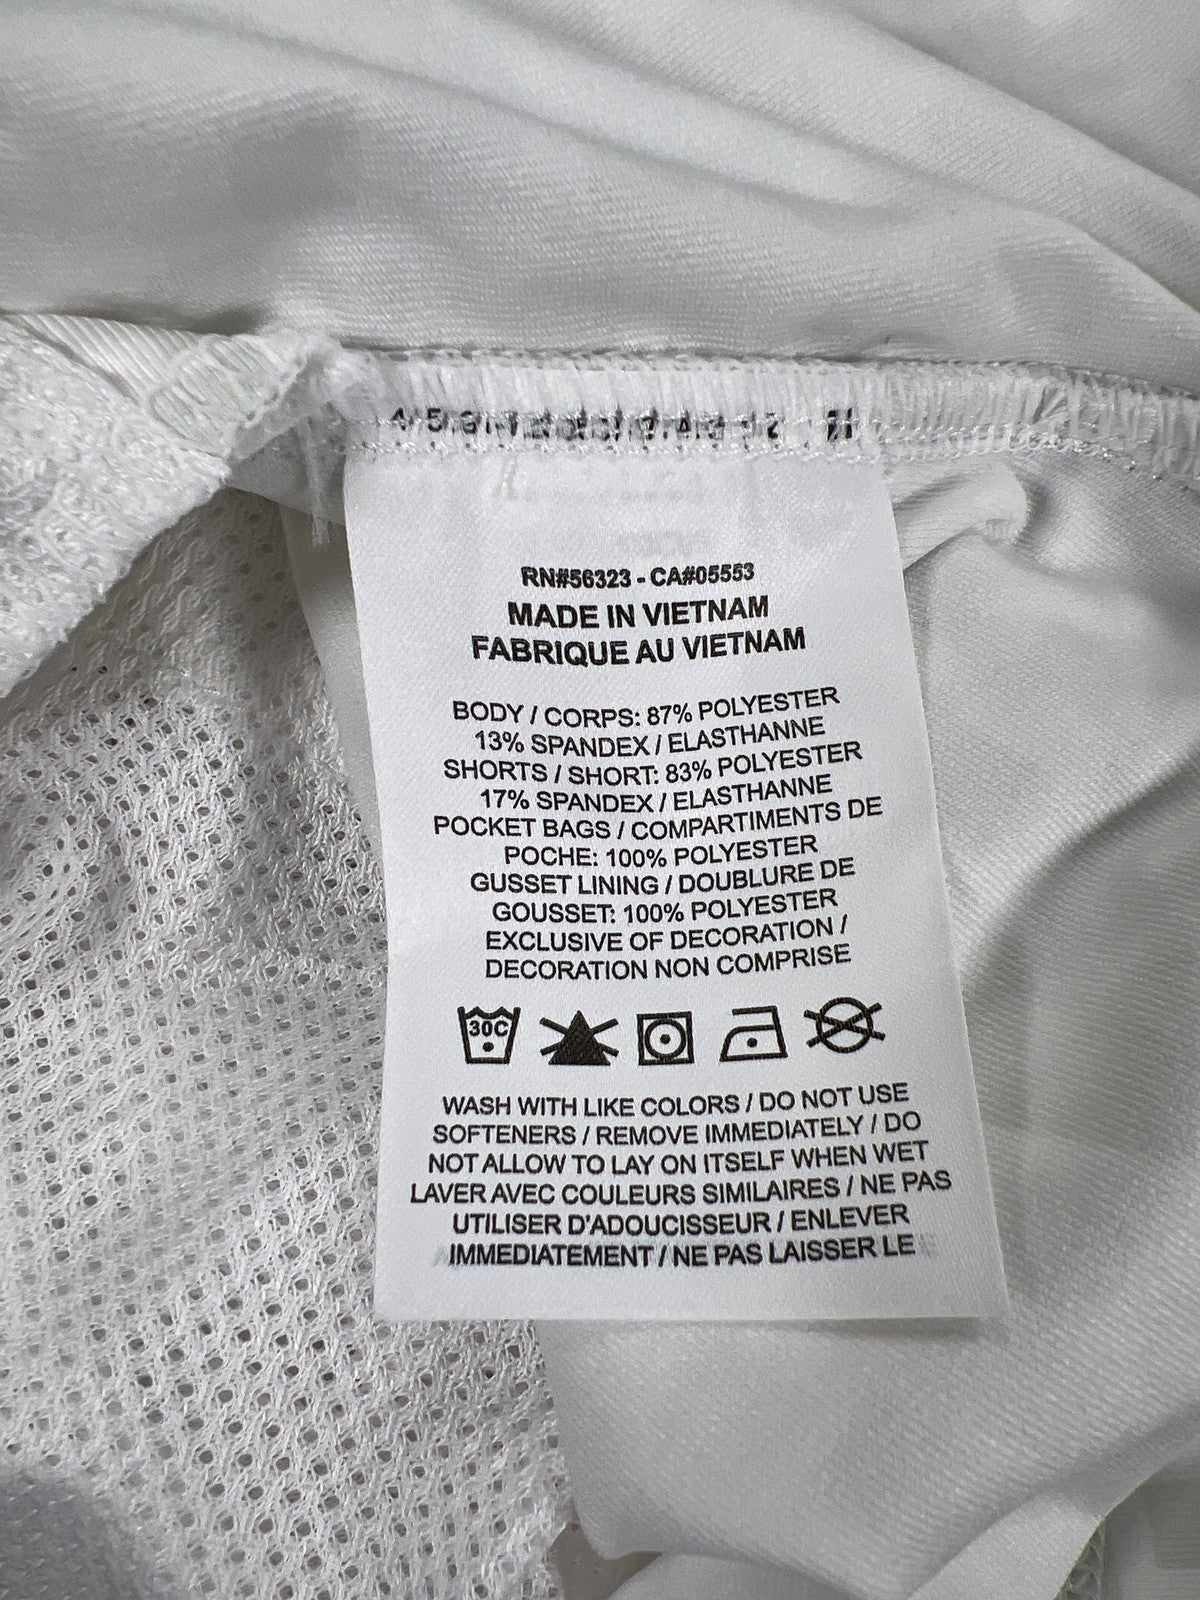 RN#56323 - CA#05553
MADE IN VIETNAM
FABRIQUE AU VIETNAM
BODY / CORPS: 87% POLYESTER
13% SPANDEX / ELASTHANNE
SHORTS / SHORT: 83% POLYESTER
17% SPANDEX / ELASTHANNE
POCKET BAGS / COMPARTIMENTS DE
POCHE: 100% POLYESTER
GUSSET LINING / DOUBLURE DE
GOUSSET: 100% POLYESTER
EXCLUSIVE OF DECORATION /
DECORATION NON COMPRISE
30C
WASH WITH LIKE COLORS / DO NOT USE
SOFTENERS / REMOVE IMMEDIATELY / DO
NOT ALLOW TO LAY ON ITSELF WHEN WET
LAVER AVEC COULEURS SIMILAIRES / NE PAS
UTILISER D'ADOUCISSEUR / ENLEVER
IMMEDIATEMENT / NE PAS LAISSER LE